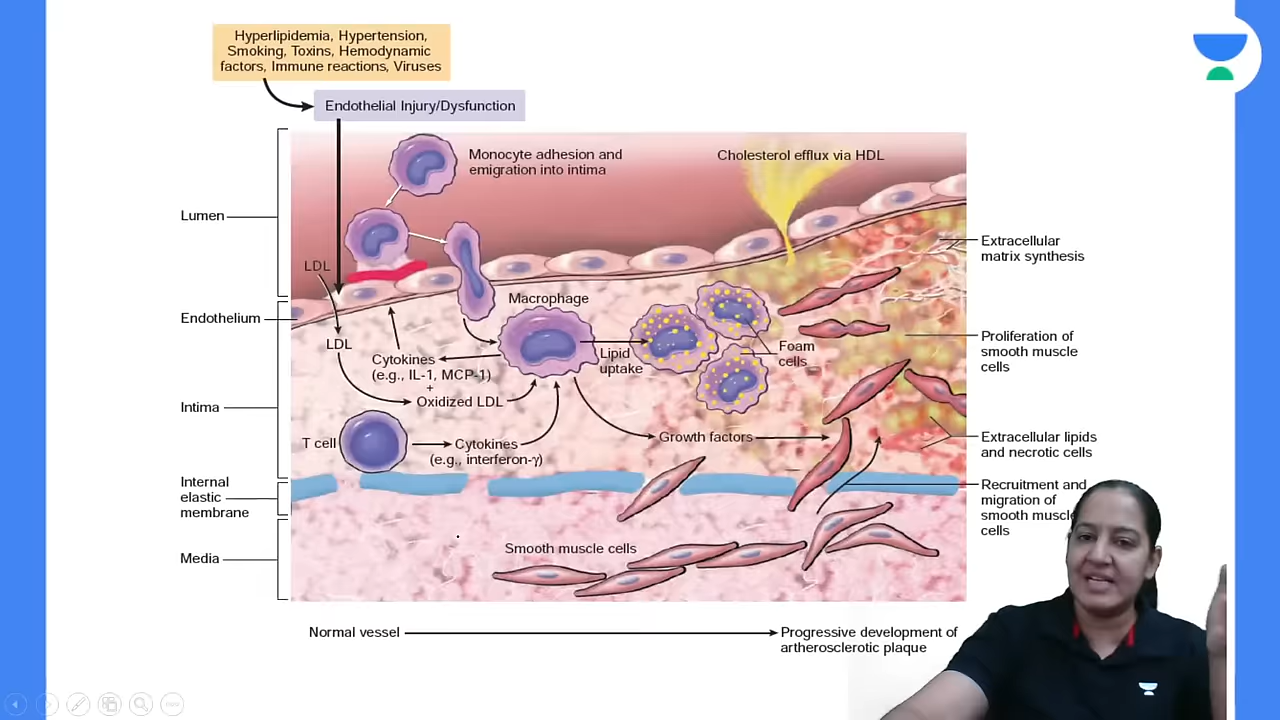 Hyperlipidemia, Hypertension,
Smoking, Toxins, Hemodynamic
factors, Immune reactions, Viruses
Endothelial Injury/Dysfunction
Monocyte adhesion and
emigration into intima
Cholesterol efflux via HDL
Lumen
LDL
Extracellular
matrix synthesis
Macrophage
Endothelium
LDL
Cytokines
(e.g., IL-1, MCP-1)
+
Oxidized LDL
Lipid
uptake
Foam
cells
Proliferation of
smooth muscle
cells
Intima
T cell
Cytokines
(e.g., interferon-γ)
Growth factors
Extracellular lipids
and necrotic cells
Internal
elastic
membrane
Recruitment and
migration of
smooth muscle
cells
Media
Smooth muscle cells
Normal vessel
Progressive development of
artherosclerotic plaque